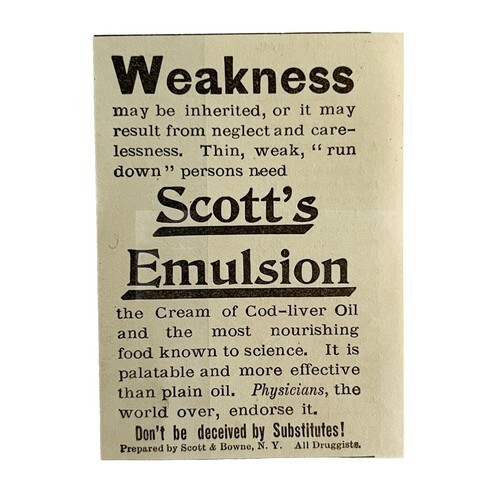 Weakness
may be inherited, or it may
result from neglect and care-
lessness. Thin, weak, “run
down” persons need
Scott's
Emulsion
the Cream of Cod-liver Oil
and the most nourishing
food known to science. It is
palatable and more effective
than plain oil. Physicians, the
world over, endorse it.
Don't be deceived by Substitutes!
Prepared by Scott & Bowne, N. Y. All Druggists.